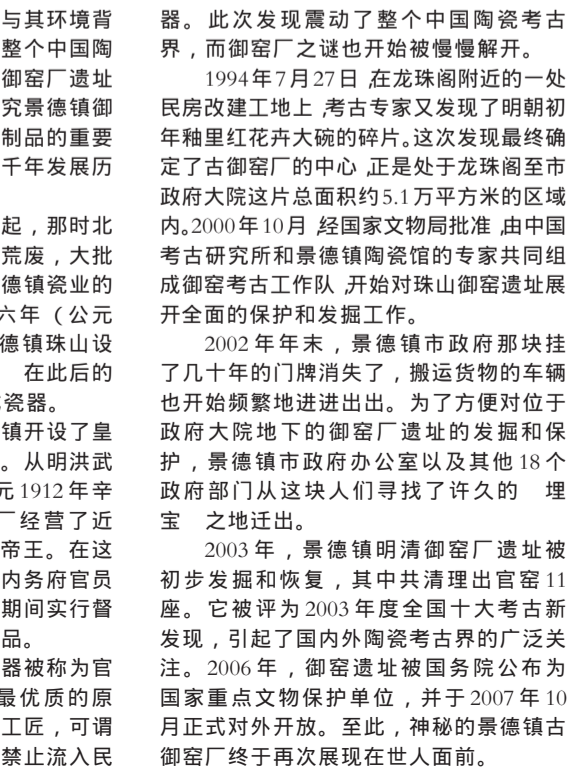 与其环境背
整个中国陶
御窑厂遗址
究景德镇御
制品的重要
千年发展历
起，那时北
荒废，大批
德镇瓷业的
六年（公元
德镇珠山设
在此后的
瓷器。
镇开设了皇
。从明洪武
元1912年辛
厂经营了近
帝王。在这
内务府官员
期间实行督
品。
器被称为官
最优质的原
工匠，可谓
禁止流入民
器。此次发现震动了整个中国陶瓷考古
界，而御窑厂之谜也开始被慢慢解开。
1994年7月27日,在龙珠阁附近的一处
民房改建工地上,考古专家又发现了明朝初
年釉里红花卉大碗的碎片。这次发现最终确
定了古御窑厂的中心,正是处于龙珠阁至市
政府大院这片总面积约5.1万平方米的区域
内。2000年10月,经国家文物局批准,由中国
考古研究所和景德镇陶瓷馆的专家共同组
成御窑考古工作队,开始对珠山御窑遗址展
开全面的保护和发掘工作。
2002年年末，景德镇市政府那块挂
了几十年的门牌消失了，搬运货物的车辆
也开始频繁地进进出出。为了方便对位于
政府大院地下的御窑厂遗址的发掘和保
护，景德镇市政府办公室以及其他18个
政府部门从这块人们寻找了许久的 埋
宝 之地迁出。
2003年，景德镇明清御窑厂遗址被
初步发掘和恢复，其中共清理出官窑11
座。它被评为2003年度全国十大考古新
发现，引起了国内外陶瓷考古界的广泛关
注。2006年，御窑遗址被国务院公布为
国家重点文物保护单位，并于2007年10
月正式对外开放。至此，神秘的景德镇古
御窑厂终于再次展现在世人面前。